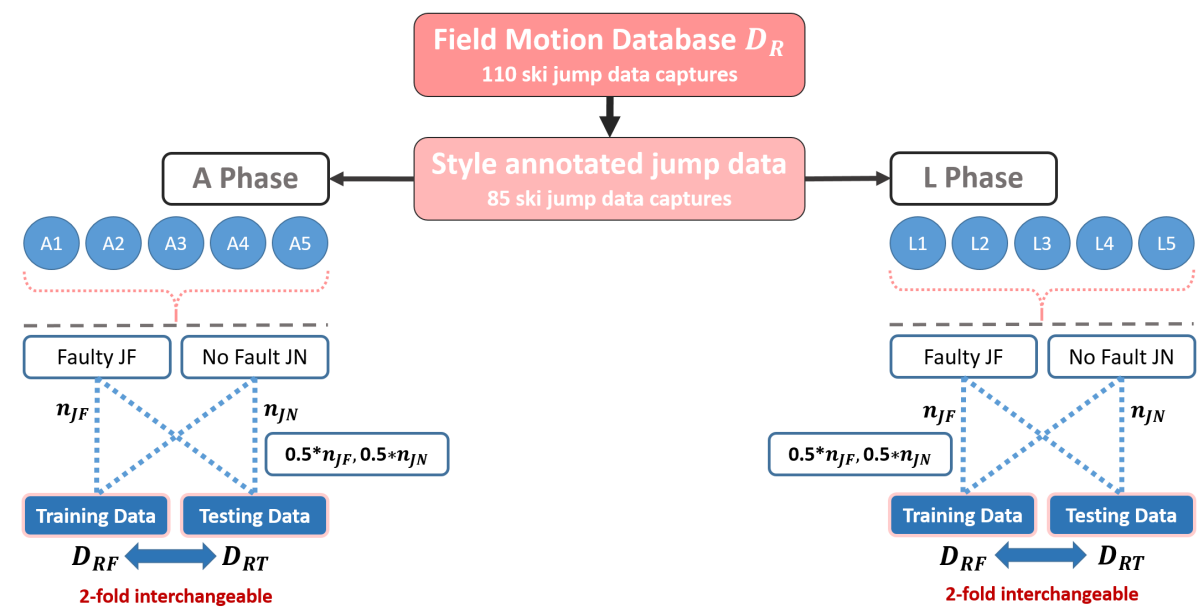 Field Motion Database D_R
110 ski jump data captures
Style annotated jump data
85 ski jump data captures
A Phase
L Phase
A1 A2 A3 A4 A5
L1 L2 L3 L4 L5
Faulty JF No Fault JN
Faulty JF No Fault JN
n_JF n_JN
n_JF n_JN
0.5*n_JF, 0.5*n_JN
0.5*n_JF, 0.5*n_JN
Training Data Testing Data
Training Data Testing Data
D_RF D_RT
D_RF D_RT
2-fold interchangeable
2-fold interchangeable